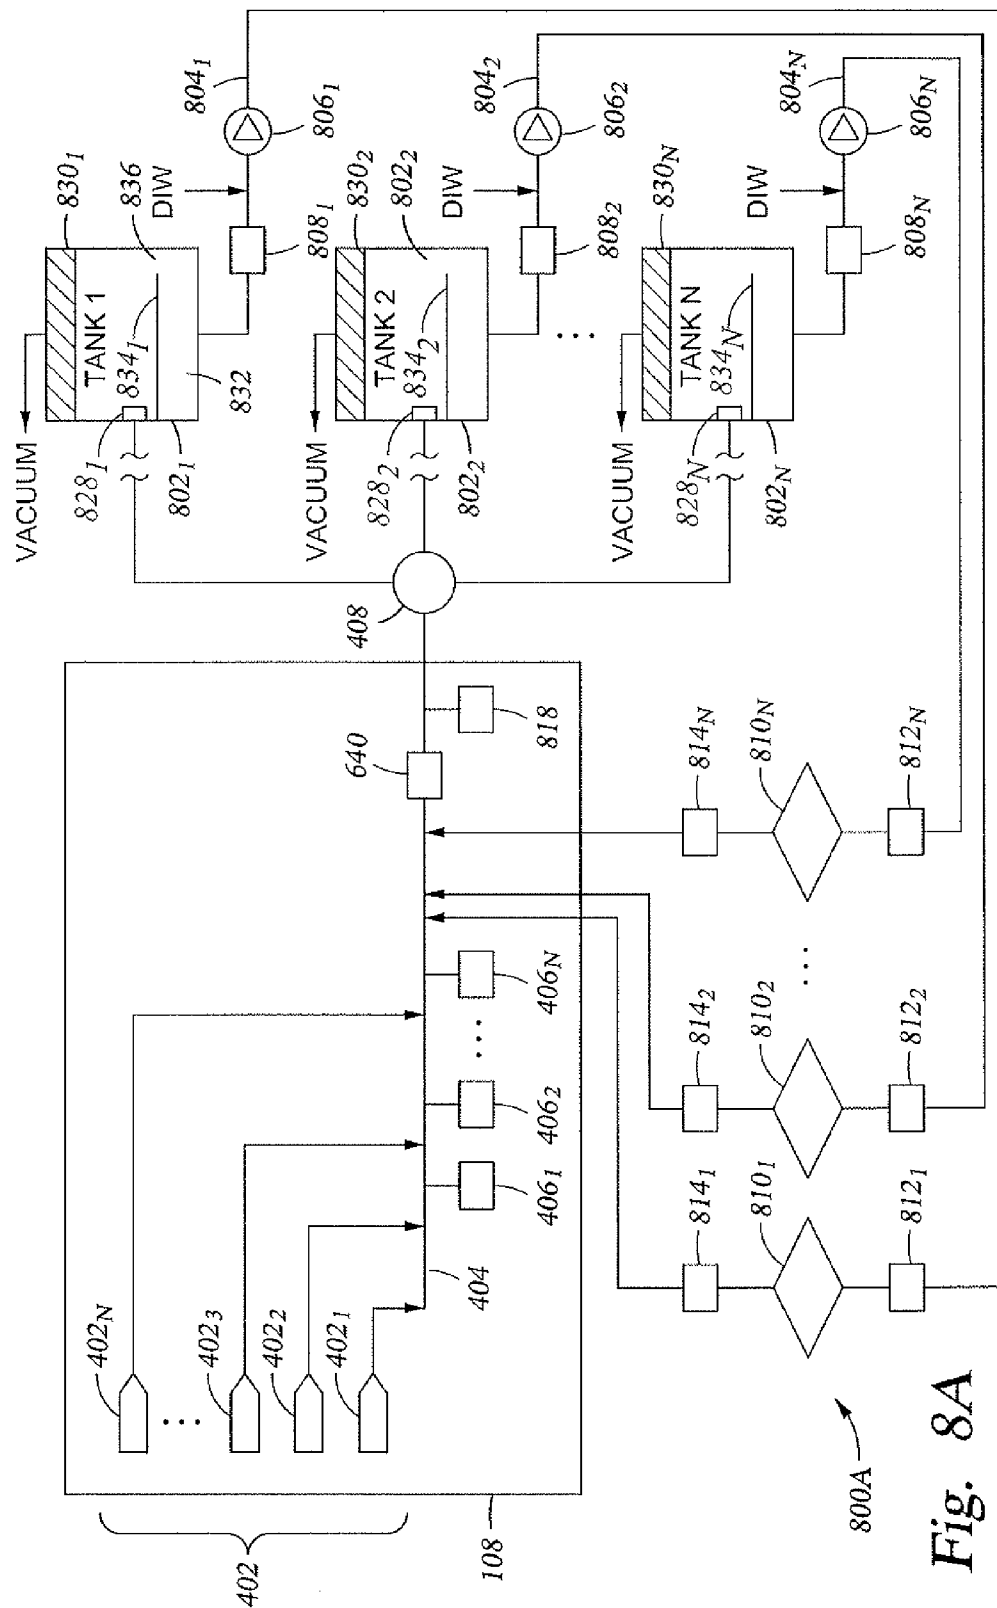 VACUUM
830₁
TANK 1
834₁
836
828₁
832
802₁
DIW
804₁
806₁
808₁
402
402N
402₃
402₂
402₁
404
108
VACUUM
830₂
TANK 2
834₂
802₂
828₂
802₂
DIW
804₂
806₂
808₂
408
640
818
406₁
406₂
406N
VACUUM
830N
TANK N
834N
828N
802N
DIW
804N
806N
808N
814₁
814₂
814N
810₁
810₂
810N
812₁
812₂
812N
800A
Fig. 8A